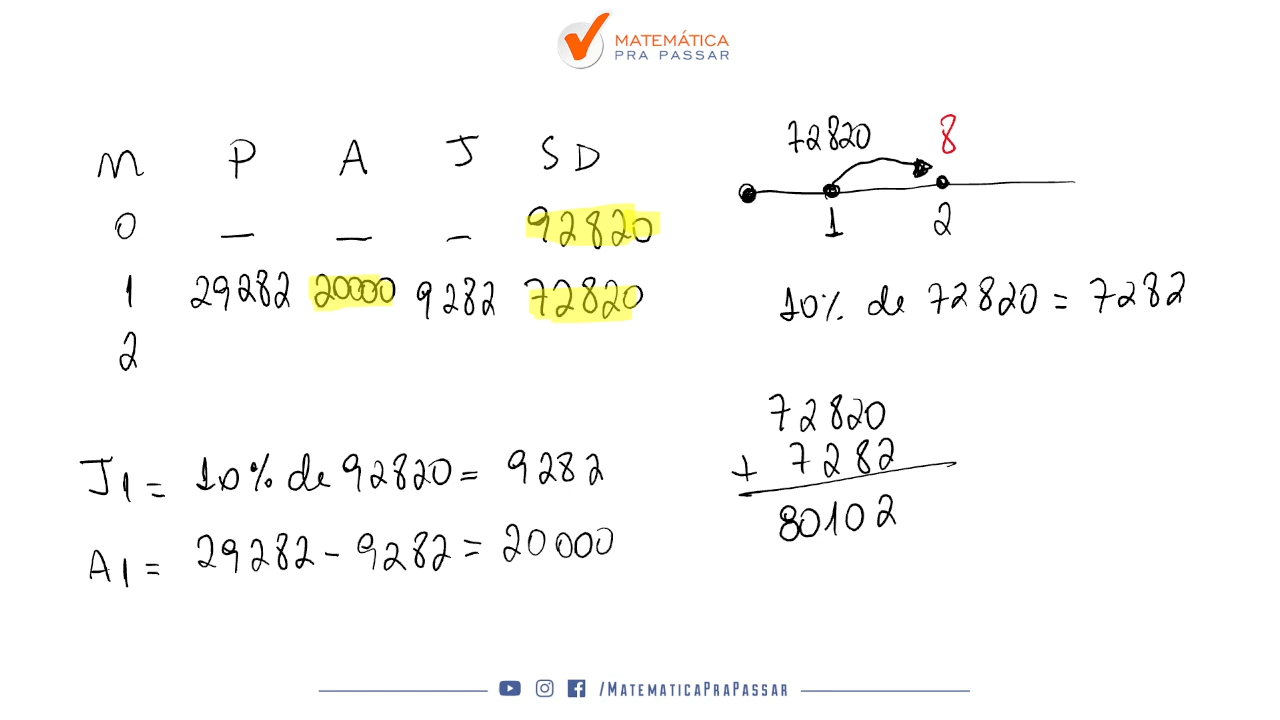 MATEMÁTICA
PRA PASSAR
M P A J SD
0 — — — 92820
1 29282 20000 9282 72820
2
J1 = 10% de 92820 = 9282
A1 = 29282 - 9282 = 20000
72820 8
1 2
10% de 72820 = 7282
72820
+ 7282
80102
/MATEMATICAPRAPASSAR